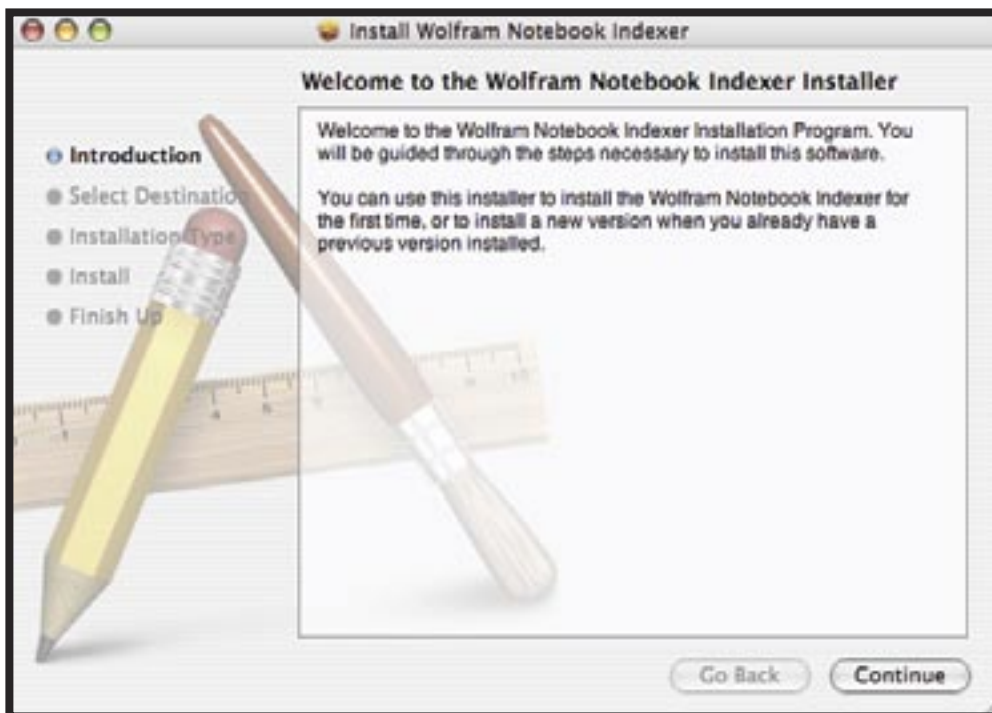 Install Wolfram Notebook Indexer
Welcome to the Wolfram Notebook Indexer Installer
Introduction
Select Destination
Installation Type
Install
Finish Up
Welcome to the Wolfram Notebook Indexer Installation Program. You
will be guided through the steps necessary to install this software.
You can use this installer to install the Wolfram Notebook Indexer for
the first time, or to install a new version when you already have a
previous version installed.
Go Back
Continue